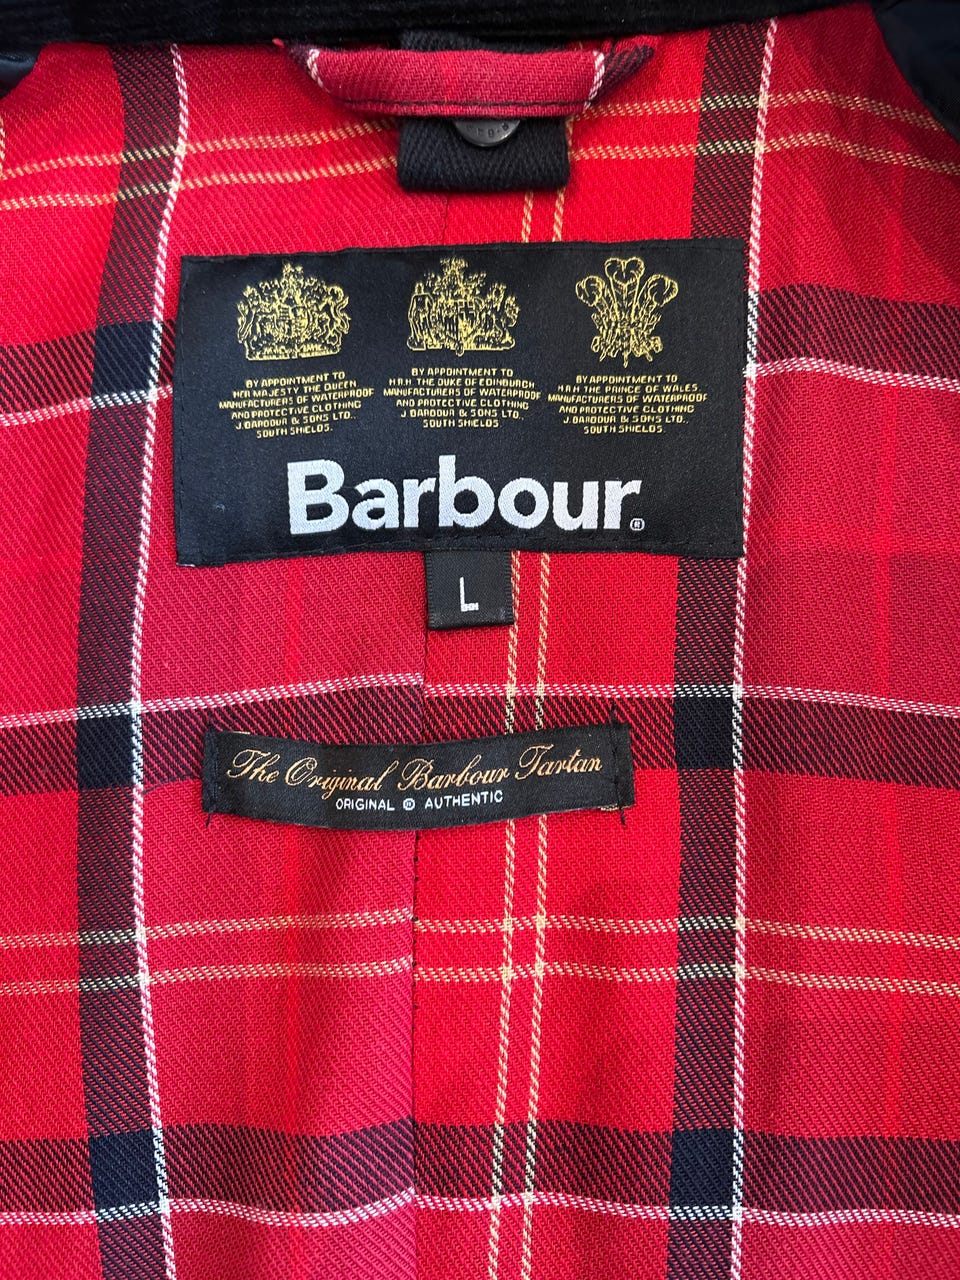 BY APPOINTMENT TO
HER MAJESTY THE QUEEN
MANUFACTURERS OF WATERPROOF
AND PROTECTIVE CLOTHING
J. BARBOUR & SONS LTD.,
SOUTH SHIELDS.
BY APPOINTMENT TO
H.R.H THE DUKE OF EDINBURGH
MANUFACTURERS OF WATERPROOF
AND PROTECTIVE CLOTHING
J. BARBOUR & SONS LTD.,
SOUTH SHIELDS
BY APPOINTMENT TO
H.R.H THE PRINCE OF WALES.
MANUFACTURERS OF WATERPROOF
AND PROTECTIVE CLOTHING
J. BARBOUR & SONS LTD.,
SOUTH SHIELDS.
Barbour®
L
The Original Barbour Tartan
ORIGINAL ® AUTHENTIC